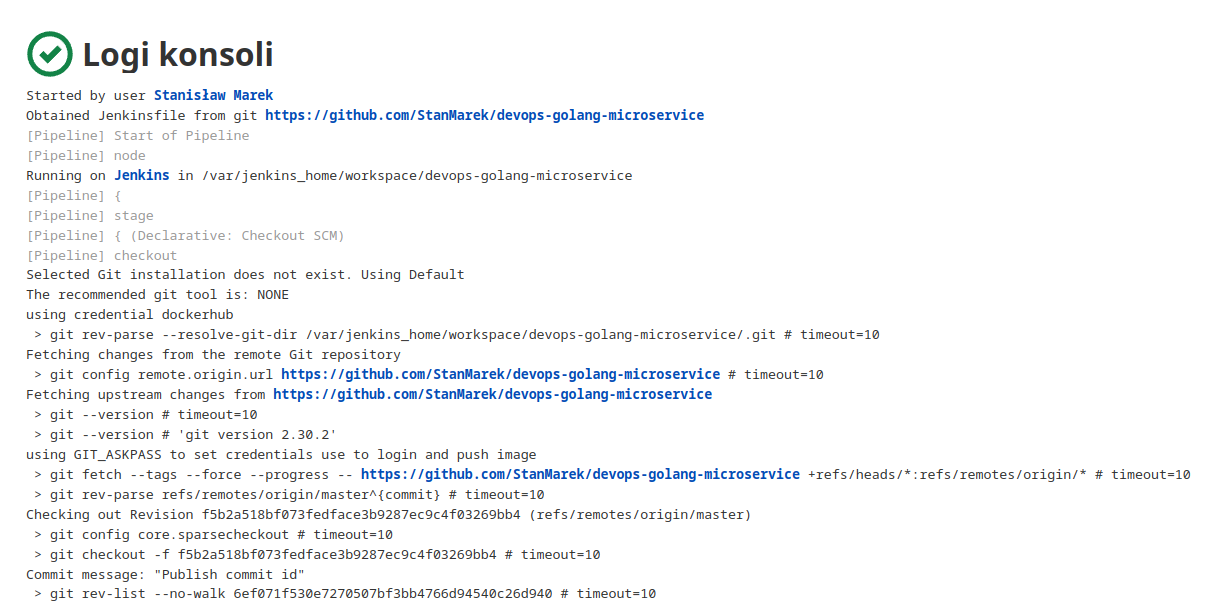 Logi konsoli
Started by user Stanisław Marek
Obtained Jenkinsfile from git https://github.com/StanMarek/devops-golang-microservice
[Pipeline] Start of Pipeline
[Pipeline] node
Running on Jenkins in /var/jenkins_home/workspace/devops-golang-microservice
[Pipeline] {
[Pipeline] stage
[Pipeline] { (Declarative: Checkout SCM)
[Pipeline] checkout
Selected Git installation does not exist. Using Default
The recommended git tool is: NONE
using credential dockerhub
 > git rev-parse --resolve-git-dir /var/jenkins_home/workspace/devops-golang-microservice/.git # timeout=10
Fetching changes from the remote Git repository
 > git config remote.origin.url https://github.com/StanMarek/devops-golang-microservice # timeout=10
Fetching upstream changes from https://github.com/StanMarek/devops-golang-microservice
 > git --version # timeout=10
 > git --version # 'git version 2.30.2'
using GIT_ASKPASS to set credentials use to login and push image
 > git fetch --tags --force --progress -- https://github.com/StanMarek/devops-golang-microservice +refs/heads/*:refs/remotes/origin/* # timeout=10
 > git rev-parse refs/remotes/origin/master^{commit} # timeout=10
Checking out Revision f5b2a518bf073fedface3b9287ec9c4f03269bb4 (refs/remotes/origin/master)
 > git config core.sparsecheckout # timeout=10
 > git checkout -f f5b2a518bf073fedface3b9287ec9c4f03269bb4 # timeout=10
Commit message: "Publish commit id"
 > git rev-list --no-walk 6ef071f530e7270507bf3bb4766d94540c26d940 # timeout=10